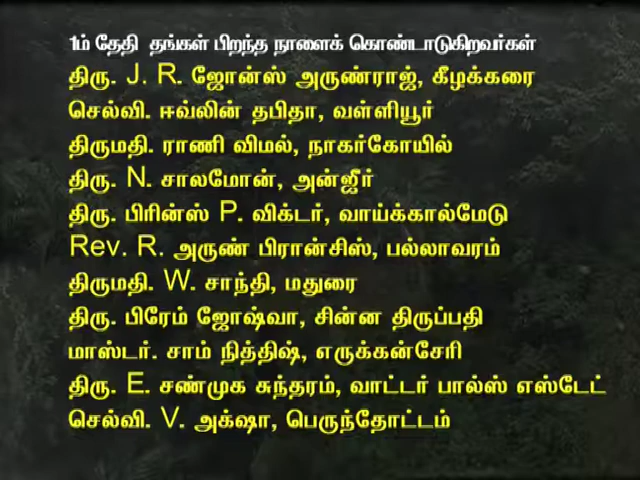 1ம் தேதி தங்கள் பிறந்த நாளைக் கொண்டாடுகிறவர்கள்
திரு. J. R. ஜோன்ஸ் அருண்ராஜ், கீழக்கரை
செல்வி. ஈவ்லின் தபிதா, வள்ளியூர்
திருமதி. ராணி விமல், நாகர்கோயில்
திரு. N. சாலமோன், அன்ஜீர்
திரு. பிரின்ஸ் P. விக்டர், வாய்க்கால்மேடு
Rev. R. அருண் பிரான்சிஸ், பல்லாவரம்
திருமதி. W. சாந்தி, மதுரை
திரு. பிரேம் ஜோஷ்வா, சின்ன திருப்பதி
மாஸ்டர். சாம் நித்திஷ், எருக்கன்சேரி
திரு. E. சண்முக சுந்தரம், வாட்டர் பால்ஸ் எஸ்டேட்
செல்வி. V. அக்‌ஷா, பெருந்தோட்டம்